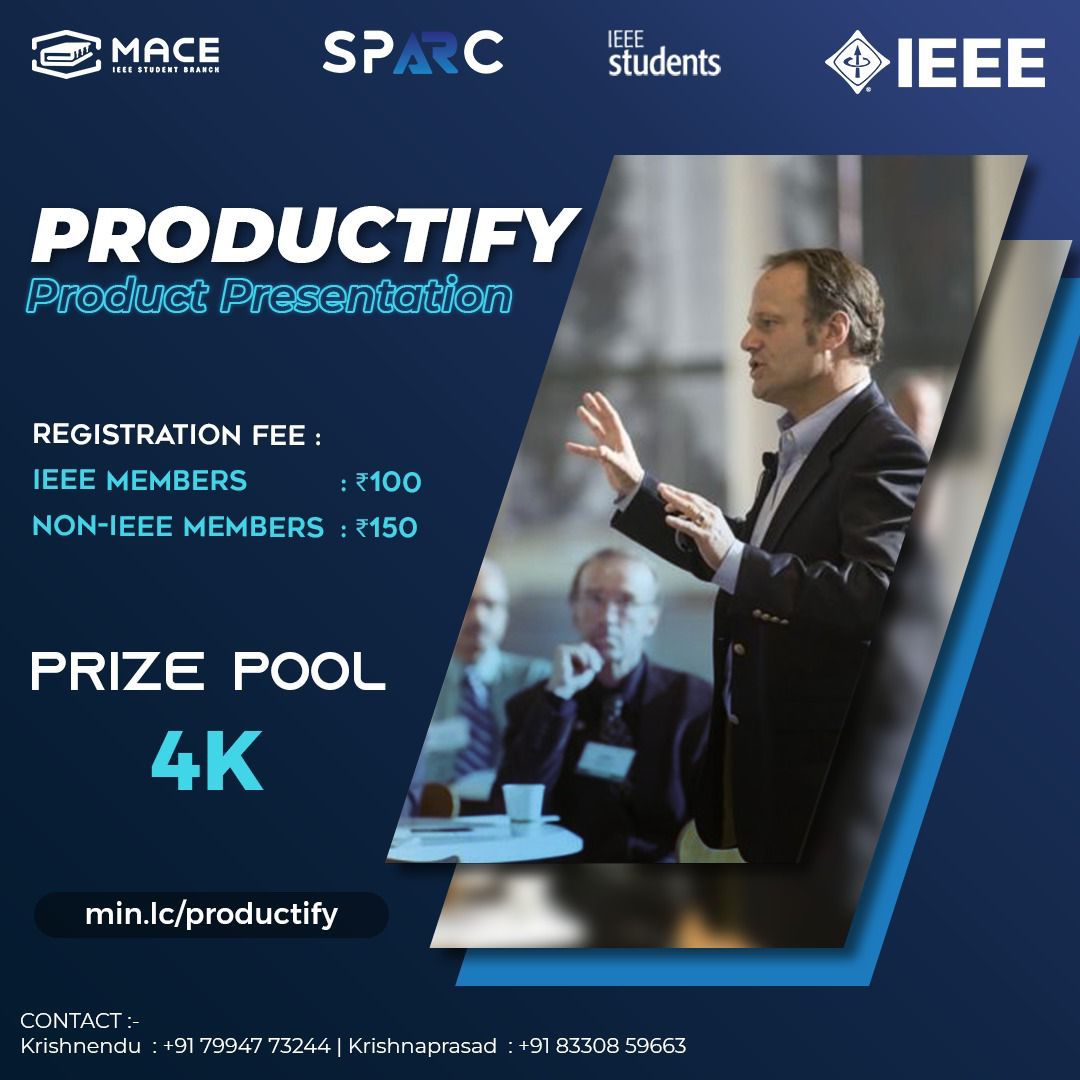 MACE
IEEE STUDENT BRANCH
SPARC
IEEE
students
IEEE
PRODUCTIFY
Product Presentation
REGISTRATION FEE :
IEEE MEMBERS : ₹100
NON-IEEE MEMBERS : ₹150
PRIZE POOL
4K
min.lc/productify
CONTACT :-
Krishnendu : +91 79947 73244 | Krishnaprasad : +91 83308 59663